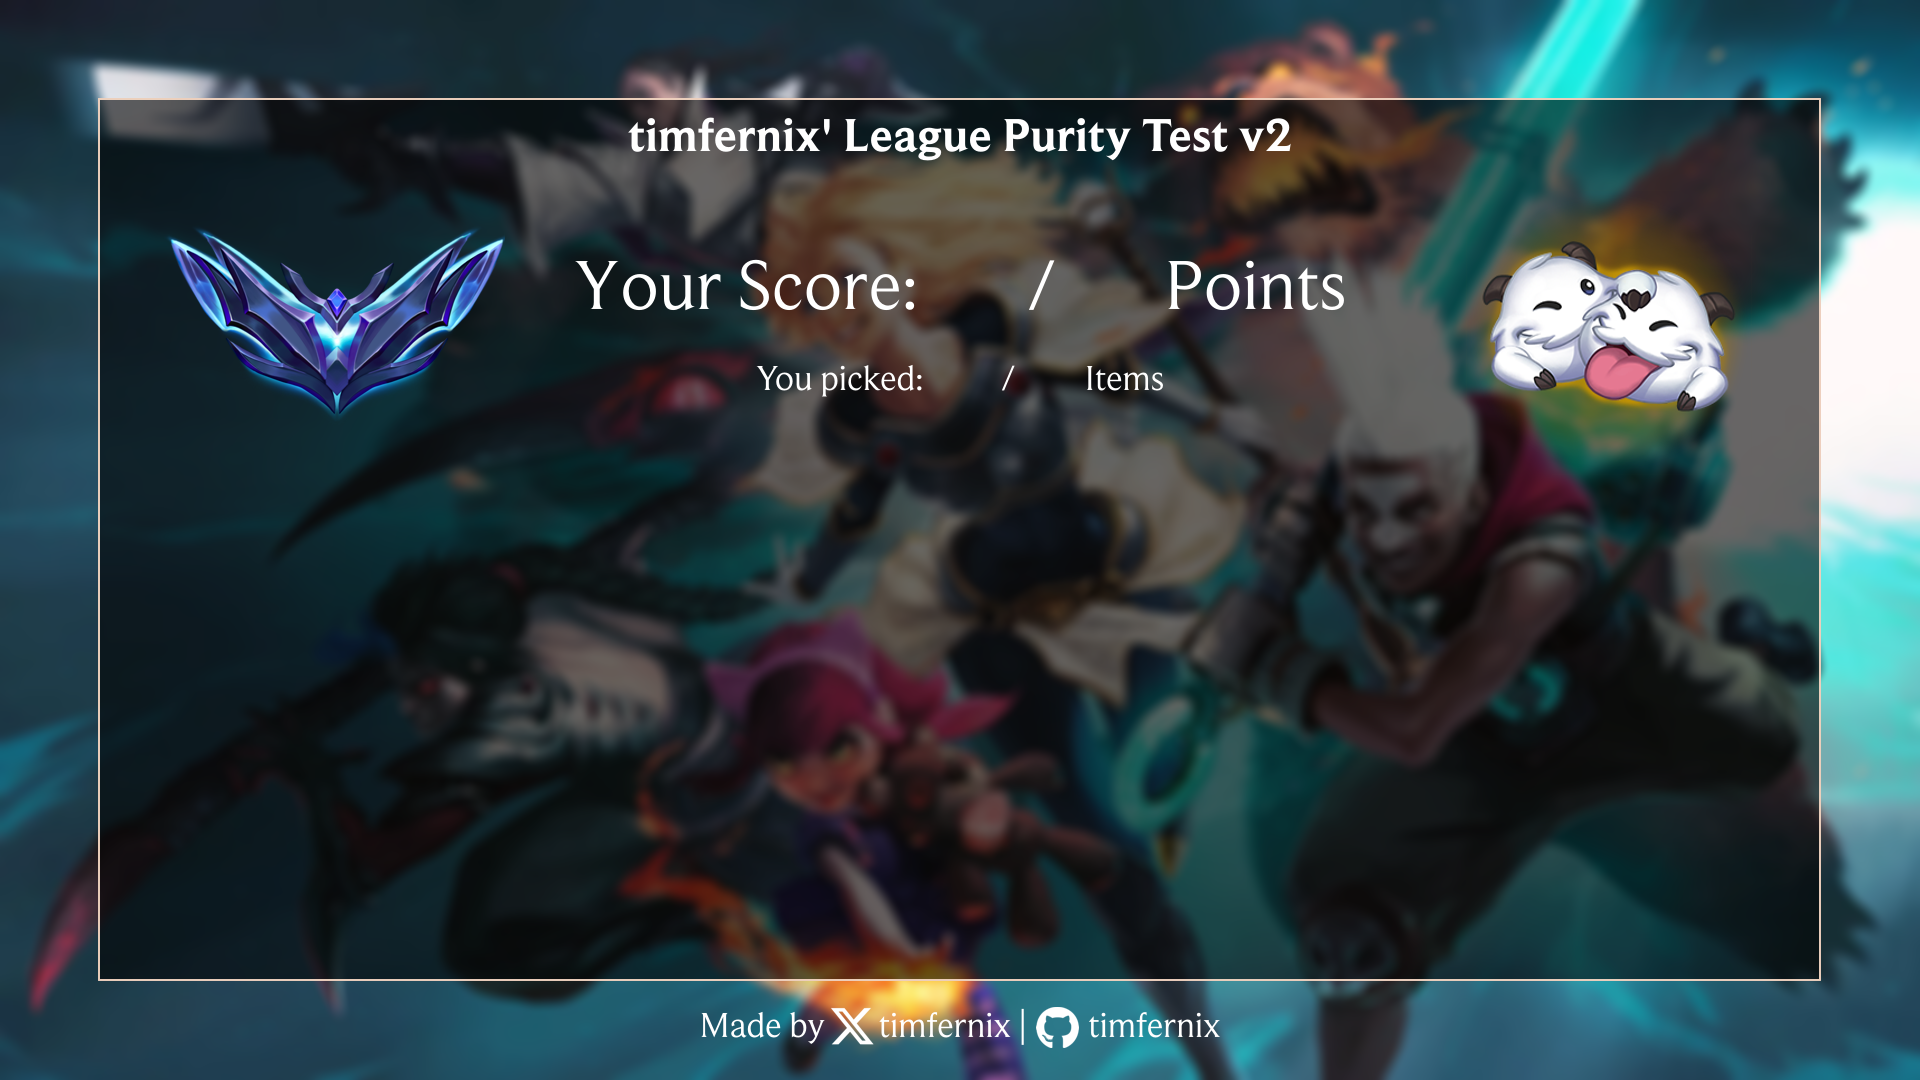 timfernix' League Purity Test v2
Your Score: / Points
You picked: / Items
Made by timfernix | timfernix